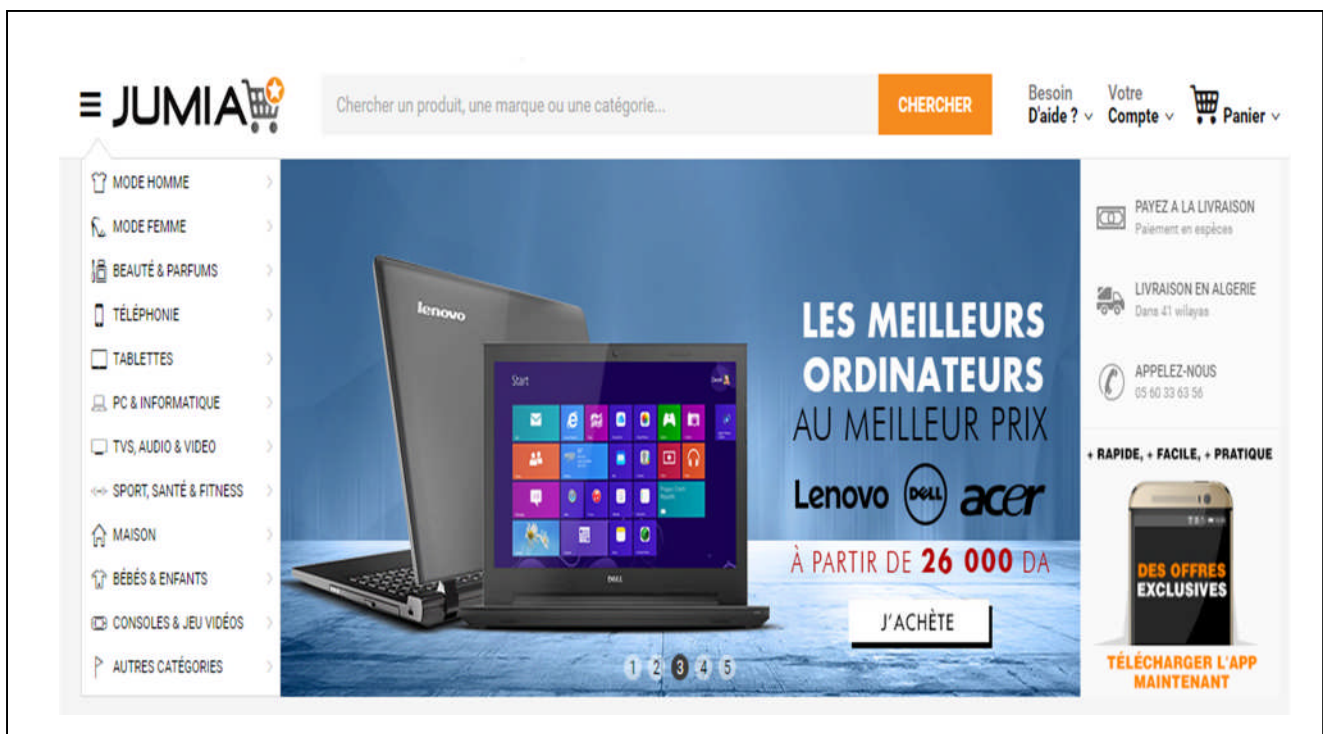 JUMIA
Chercher un produit, une marque ou une catégorie...
CHERCHER
Besoin
D'aide ?
Votre
Compte
Panier
MODE HOMME
MODE FEMME
BEAUTÉ & PARFUMS
TÉLÉPHONIE
TABLETTES
PC & INFORMATIQUE
TVS, AUDIO & VIDEO
SPORT, SANTÉ & FITNESS
MAISON
BÉBÉS & ENFANTS
CONSOLES & JEU VIDÉOS
AUTRES CATÉGORIES
lenovo
Start
DELL
LES MEILLEURS
ORDINATEURS
AU MEILLEUR PRIX
Lenovo DELL acer
À PARTIR DE 26 000 DA
J'ACHÈTE
1 2 3 4 5
PAYEZ A LA LIVRAISON
Paiement en espèces
LIVRAISON EN ALGERIE
Dans 41 wilayas
APPELEZ-NOUS
05 60 33 63 56
+ RAPIDE, + FACILE, + PRATIQUE
DES OFFRES
EXCLUSIVES
TÉLÉCHARGER L'APP
MAINTENANT